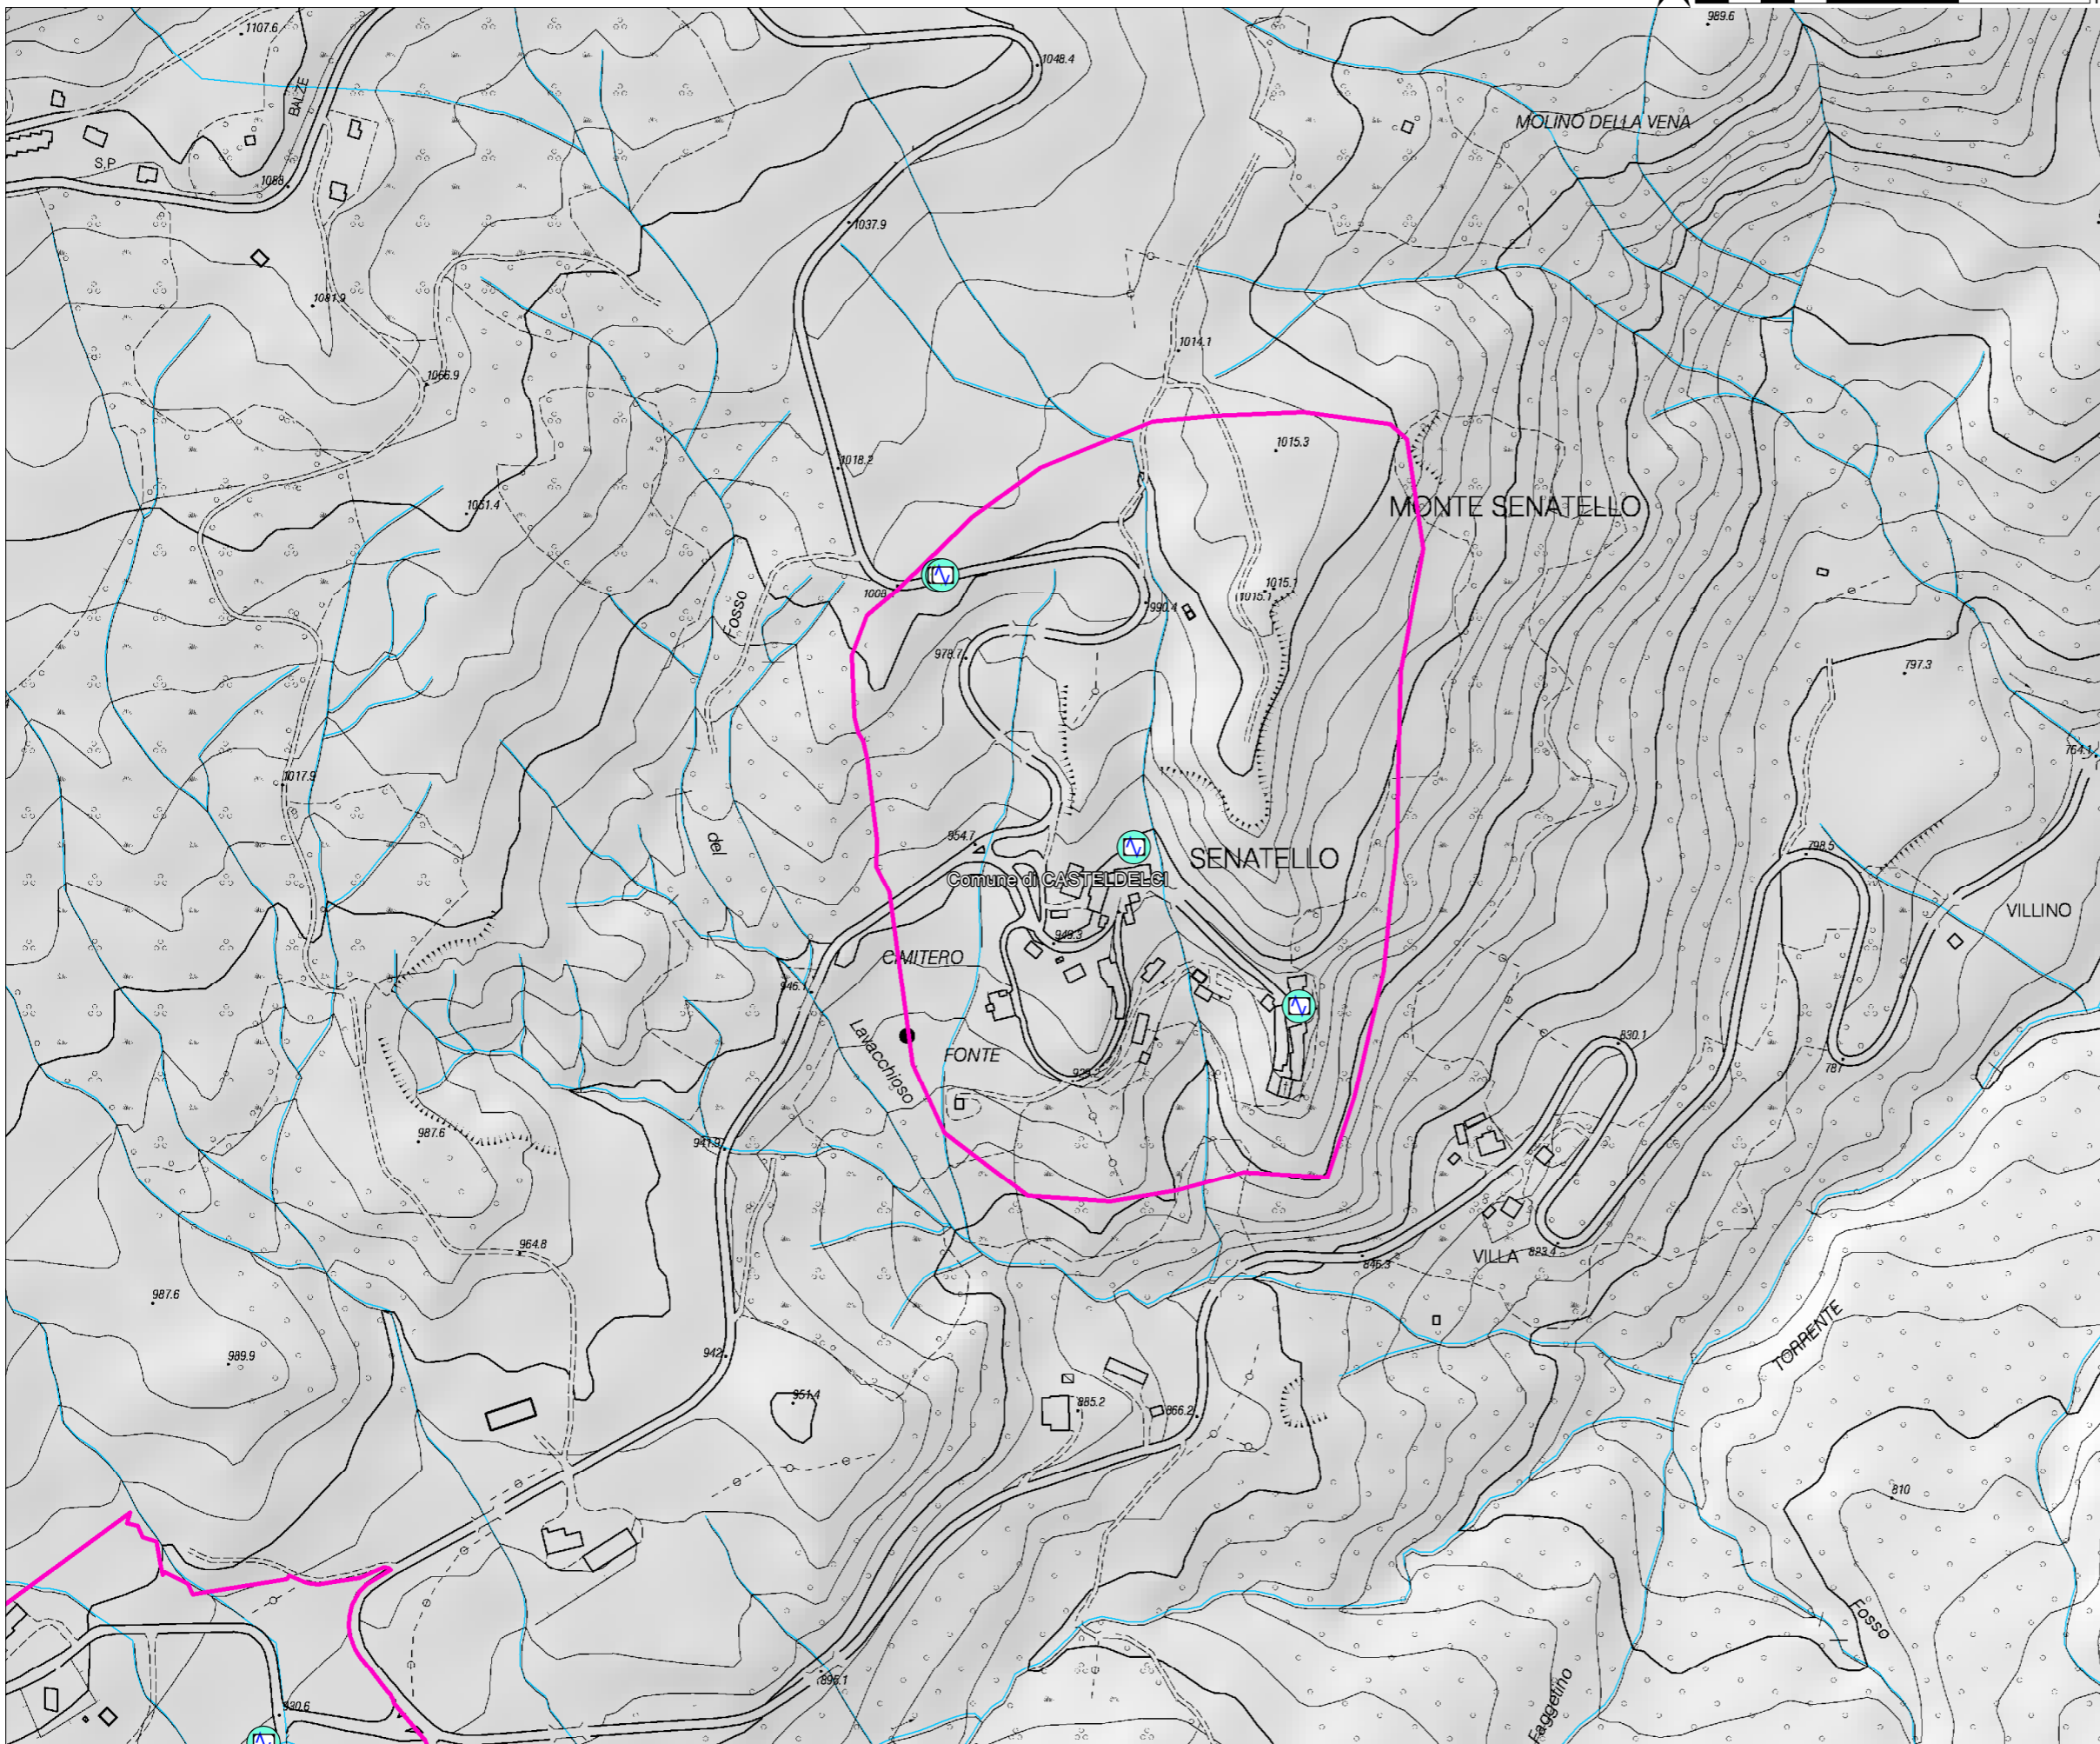 989.6
1107.6
1048.4
BALZE
MOLINO DELLA VENA
S.P.
1088
1037.9
1081.9
1014.1
1066.9
1015.3
1018.2
1051.4
MONTE SENATELLO
1015.1
1015.1
1008
990.4
Fosso
978.7
797.3
764.1
1017.9
954.7
del
798.5
SENATELLO
Comune di CASTELDELCI
VILLINO
949.3
CIMITERO
946.1
830.1
Lavacchioso
FONTE
787
987.6
941.9
964.8
VILLA
823.4
846.3
987.6
TORRENTE
989.9
942
951.4
885.2
866.2
810
Fosso
895.1
930.6
Faggetino